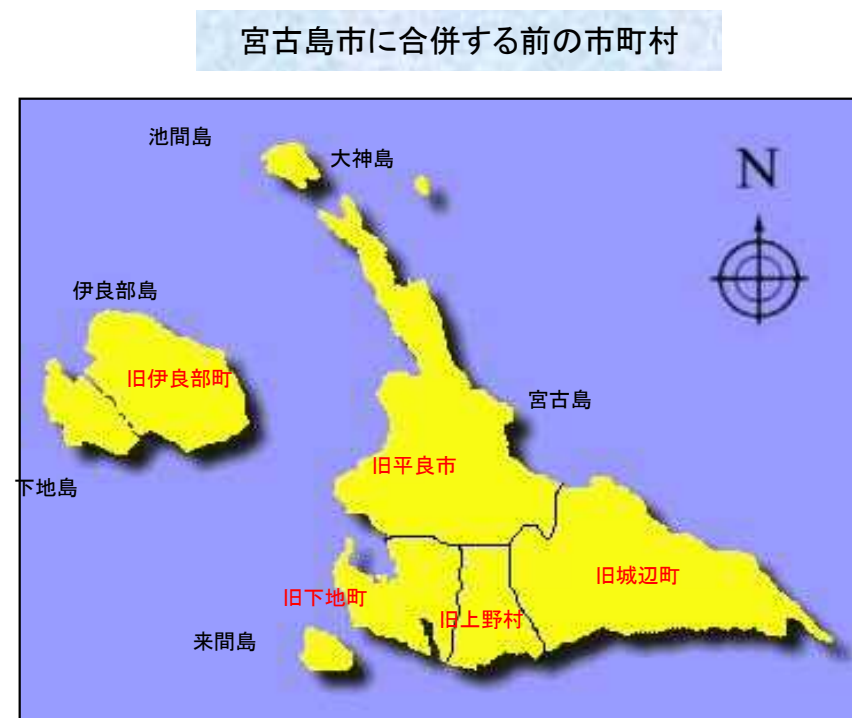 宮古島市に合併する前の市町村
池間島
大神島
N
伊良部島
旧伊良部町
宮古島
旧平良市
下地島
旧城辺町
旧下地町
旧上野村
来間島